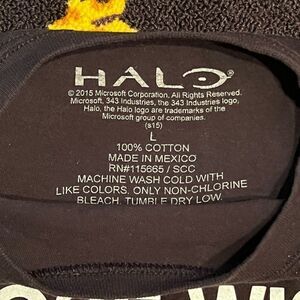 HALO
®
© 2015 Microsoft Corporation. All Rights Reserved.
Microsoft, 343 Industries, the 343 Industries logo,
Halo, the Halo logo are trademarks of the
Microsoft group of companies.
(s15)
L
100% COTTON
MADE IN MEXICO
RN#115665 / SCC
MACHINE WASH COLD WITH
LIKE COLORS. ONLY NON-CHLORINE
BLEACH. TUMBLE DRY LOW.